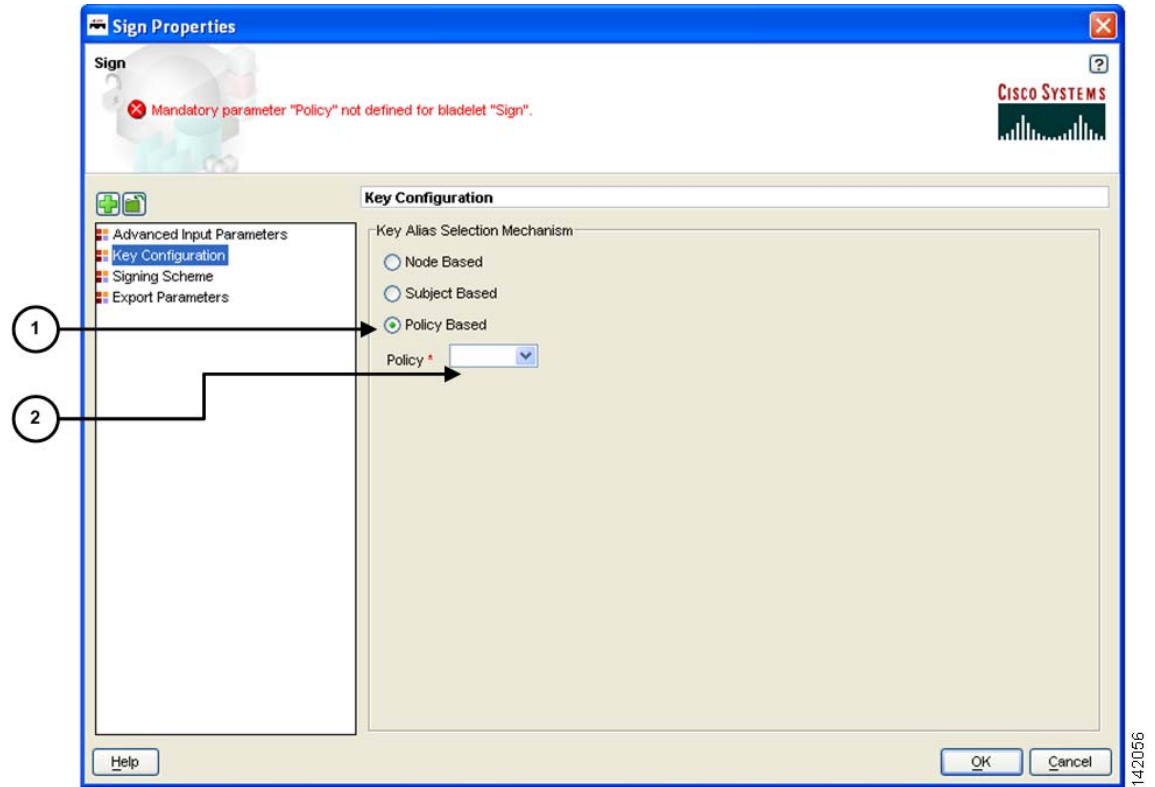 Sign Properties
Sign
?
Mandatory parameter "Policy" not defined for bladelet "Sign".
CISCO SYSTEMS
Key Configuration
Advanced Input Parameters
Key Configuration
Signing Scheme
Export Parameters
Key Alias Selection Mechanism
Node Based
Subject Based
Policy Based
Policy *
1
2
Help
OK
Cancel
142056